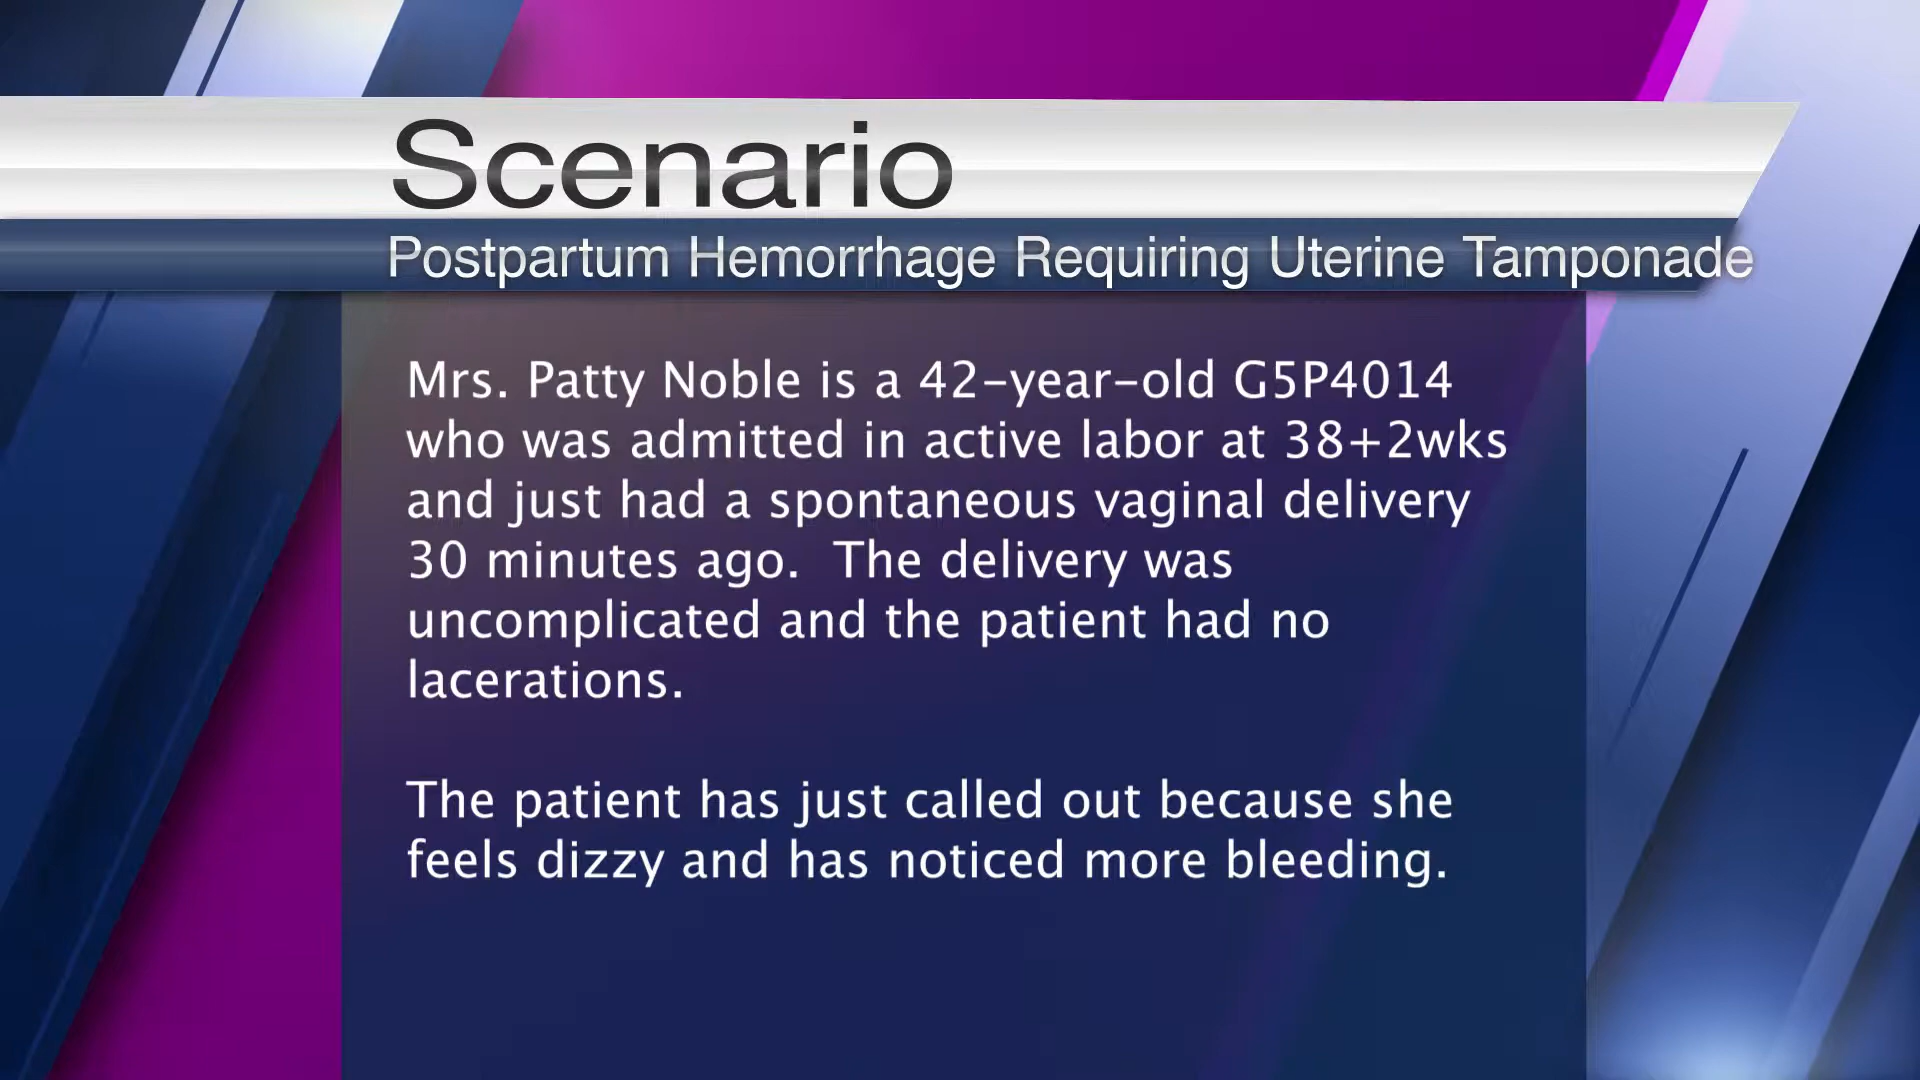 Scenario
Postpartum Hemorrhage Requiring Uterine Tamponade
Mrs. Patty Noble is a 42-year-old G5P4014
who was admitted in active labor at 38+2wks
and just had a spontaneous vaginal delivery
30 minutes ago.  The delivery was
uncomplicated and the patient had no
lacerations.
The patient has just called out because she
feels dizzy and has noticed more bleeding.